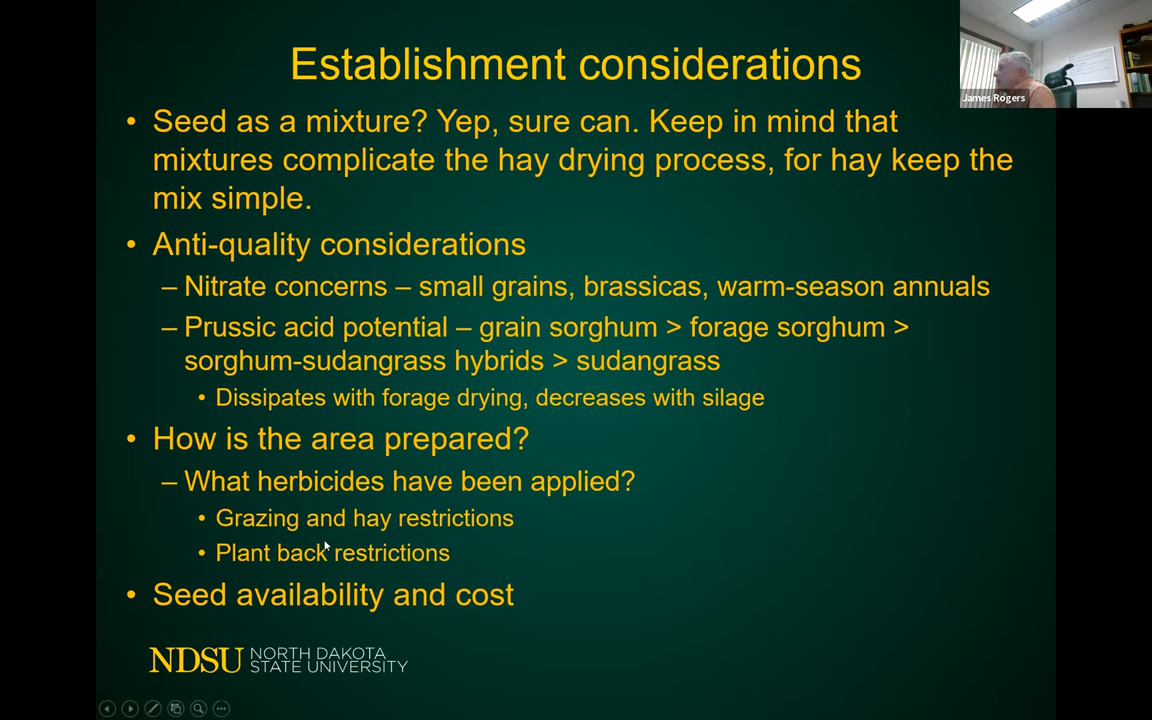 Establishment considerations
James Rogers
• Seed as a mixture? Yep, sure can. Keep in mind that
mixtures complicate the hay drying process, for hay keep the
mix simple.
• Anti-quality considerations
– Nitrate concerns – small grains, brassicas, warm-season annuals
– Prussic acid potential – grain sorghum > forage sorghum >
sorghum-sudangrass hybrids > sudangrass
• Dissipates with forage drying, decreases with silage
• How is the area prepared?
– What herbicides have been applied?
• Grazing and hay restrictions
• Plant back restrictions
• Seed availability and cost
NDSU NORTH DAKOTA
STATE UNIVERSITY